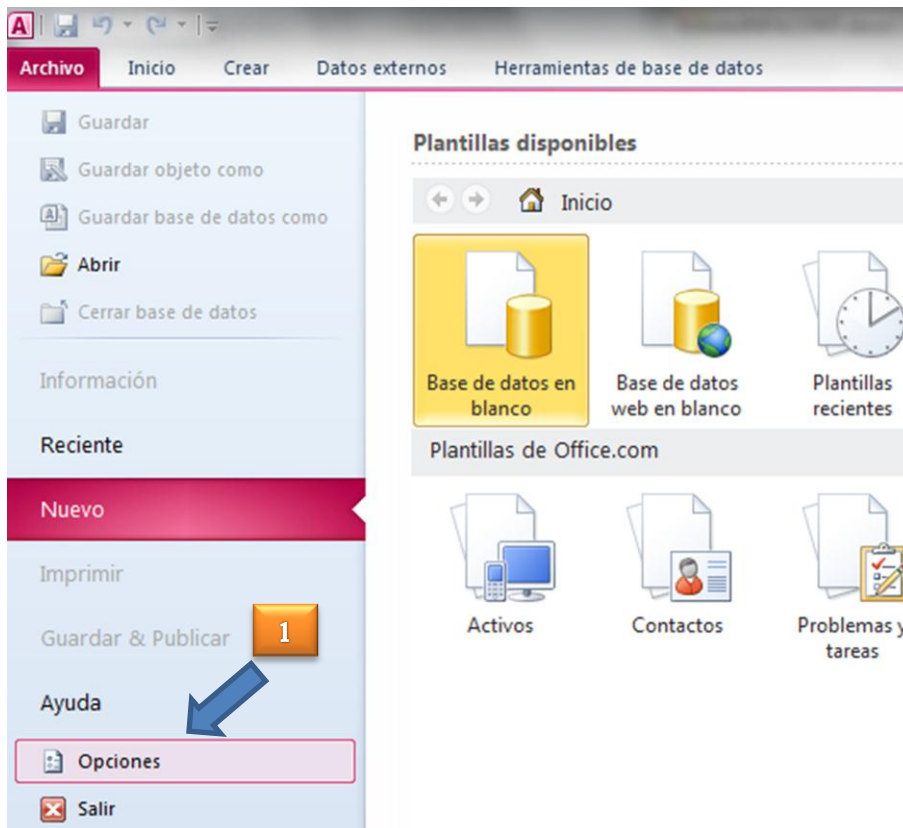 A
Archivo Inicio Crear Datos externos Herramientas de base de datos
Guardar
Guardar objeto como
Guardar base de datos como
Abrir
Cerrar base de datos
Información
Reciente
Nuevo
Imprimir
Guardar & Publicar
1
Ayuda
Opciones
Salir
Plantillas disponibles
Inicio
Base de datos en
blanco
Base de datos
web en blanco
Plantillas
recientes
Plantillas de Office.com
Activos
Contactos
Problemas y
tareas